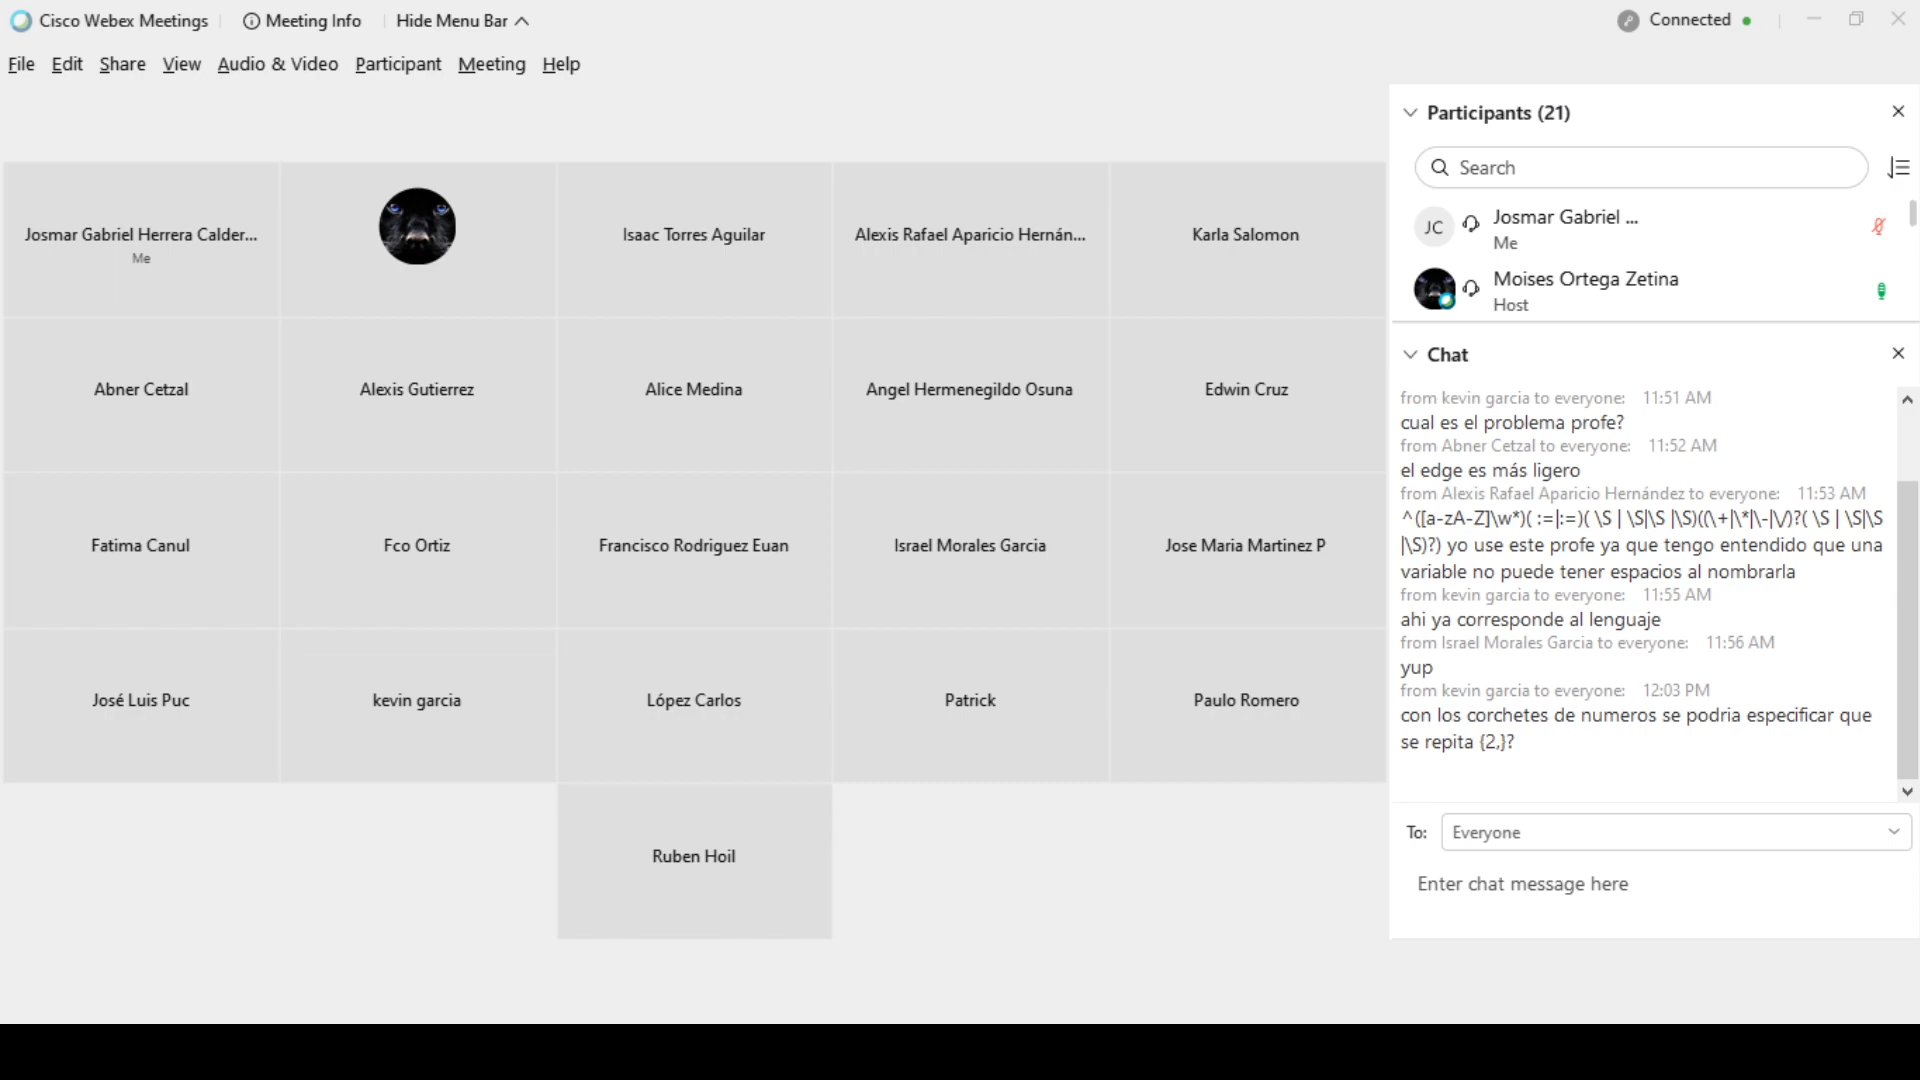 Cisco Webex Meetings Meeting Info Hide Menu Bar Connected
File Edit Share View Audio & Video Participant Meeting Help
Josmar Gabriel Herrera Calder...
Me
Isaac Torres Aguilar
Alexis Rafael Aparicio Hernán...
Karla Salomon
Abner Cetzal
Alexis Gutierrez
Alice Medina
Angel Hermenegildo Osuna
Edwin Cruz
Fatima Canul
Fco Ortiz
Francisco Rodriguez Euan
Israel Morales Garcia
Jose Maria Martinez P
José Luis Puc
kevin garcia
López Carlos
Patrick
Paulo Romero
Ruben Hoil
Participants (21)
Search
JC
Josmar Gabriel ...
Me
Moises Ortega Zetina
Host
Chat
from kevin garcia to everyone: 11:51 AM
cual es el problema profe?
from Abner Cetzal to everyone: 11:52 AM
el edge es más ligero
from Alexis Rafael Aparicio Hernández to everyone: 11:53 AM
^([a-zA-Z]\w*)( :=|:=)( \S | \S|\S |\S)((\+|\*|\-|\/)?( \S | \S|\S
|\S)?) yo use este profe ya que tengo entendido que una
variable no puede tener espacios al nombrarla
from kevin garcia to everyone: 11:55 AM
ahi ya corresponde al lenguaje
from Israel Morales Garcia to everyone: 11:56 AM
yup
from kevin garcia to everyone: 12:03 PM
con los corchetes de numeros se podria especificar que
se repita {2,}?
To: Everyone
Enter chat message here